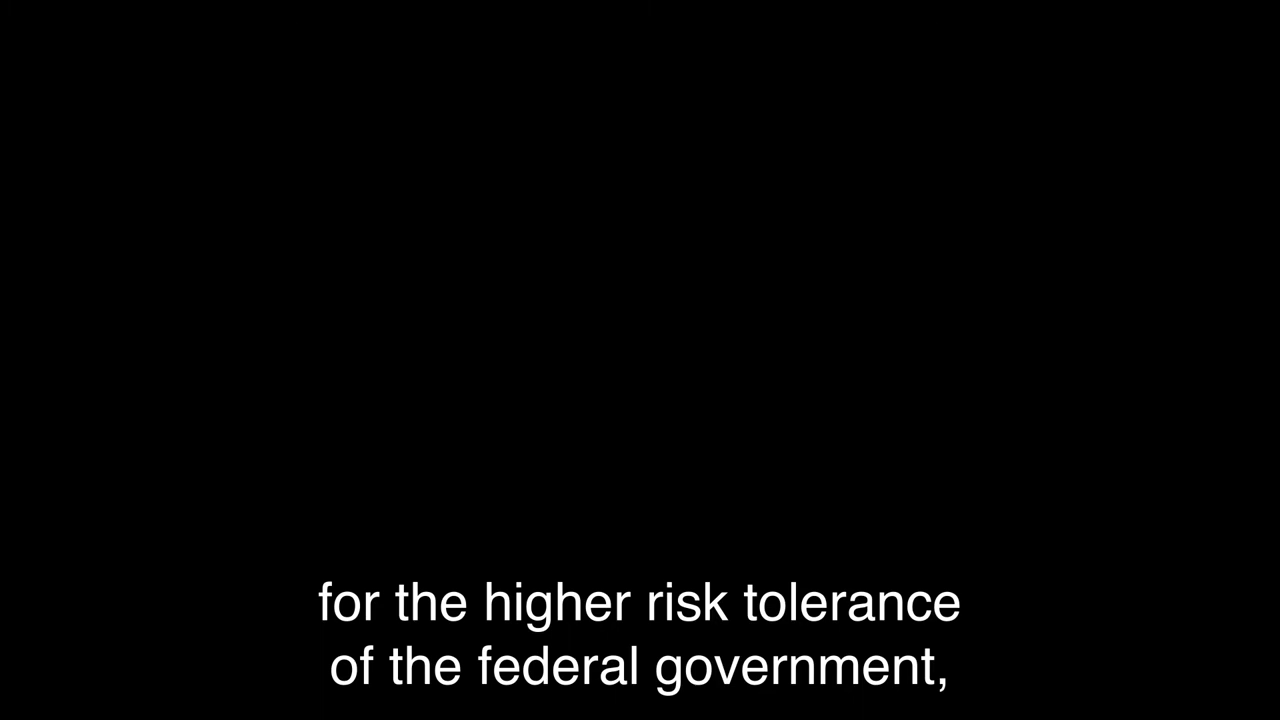 for the higher risk tolerance
of the federal government,